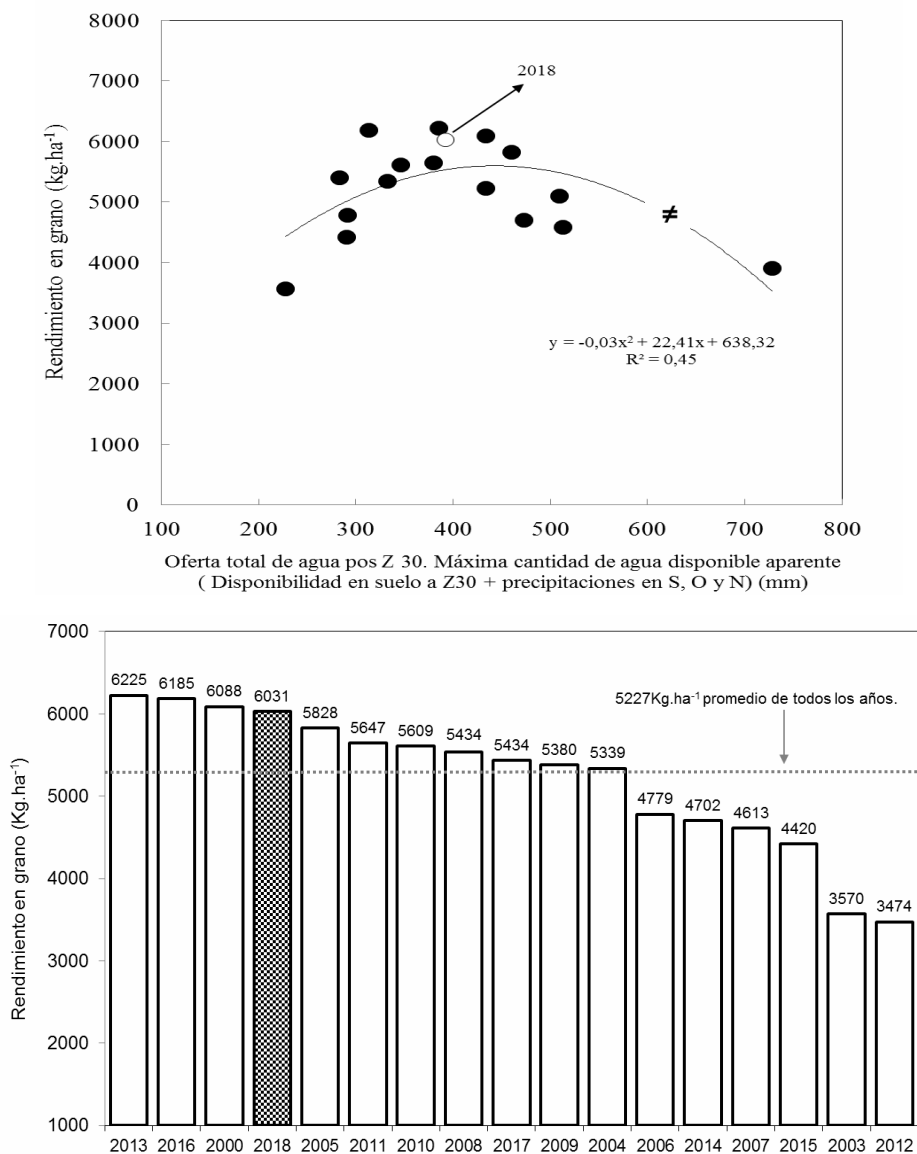 8000
7000
6000
5000
4000
3000
2000
1000
0
Rendimiento en grano (kg.ha⁻¹)
2018
≠
y = -0,03x² + 22,41x + 638,32
R² = 0,45
100 200 300 400 500 600 700 800
Oferta total de agua pos Z 30. Máxima cantidad de agua disponible aparente
( Disponibilidad en suelo a Z30 + precipitaciones en S, O y N) (mm)
7000
6000
5000
4000
3000
2000
1000
Rendimiento en grano (Kg.ha⁻¹)
6225 6185 6088 6031 5828 5647 5609 5434 5434 5380 5339 4779 4702 4613 4420 3570 3474
5227Kg.ha⁻¹ promedio de todos los años.
2013 2016 2000 2018 2005 2011 2010 2008 2017 2009 2004 2006 2014 2007 2015 2003 2012